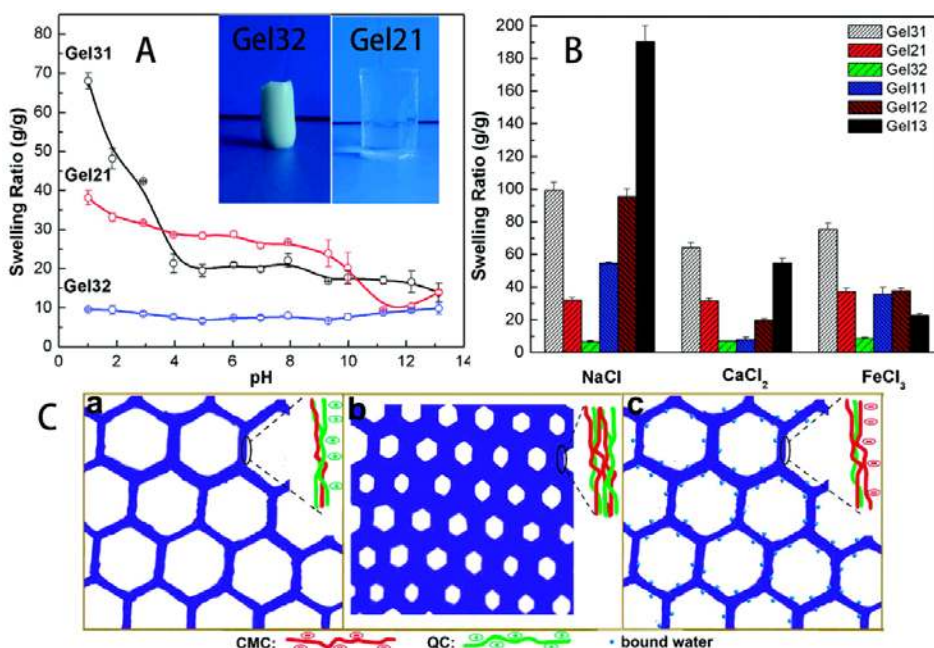 A
Gel32
Gel21
Gel31
Gel21
Gel32
Swelling Ratio (g/g)
80
70
60
50
40
30
20
10
0
0 2 4 6 8 10 12 14
pH
B
Gel31
Gel21
Gel32
Gel11
Gel12
Gel13
Swelling Ratio (g/g)
200
180
160
140
120
100
80
60
40
20
0
NaCl CaCl2 FeCl3
C
a
b
c
CMC: QC: bound water